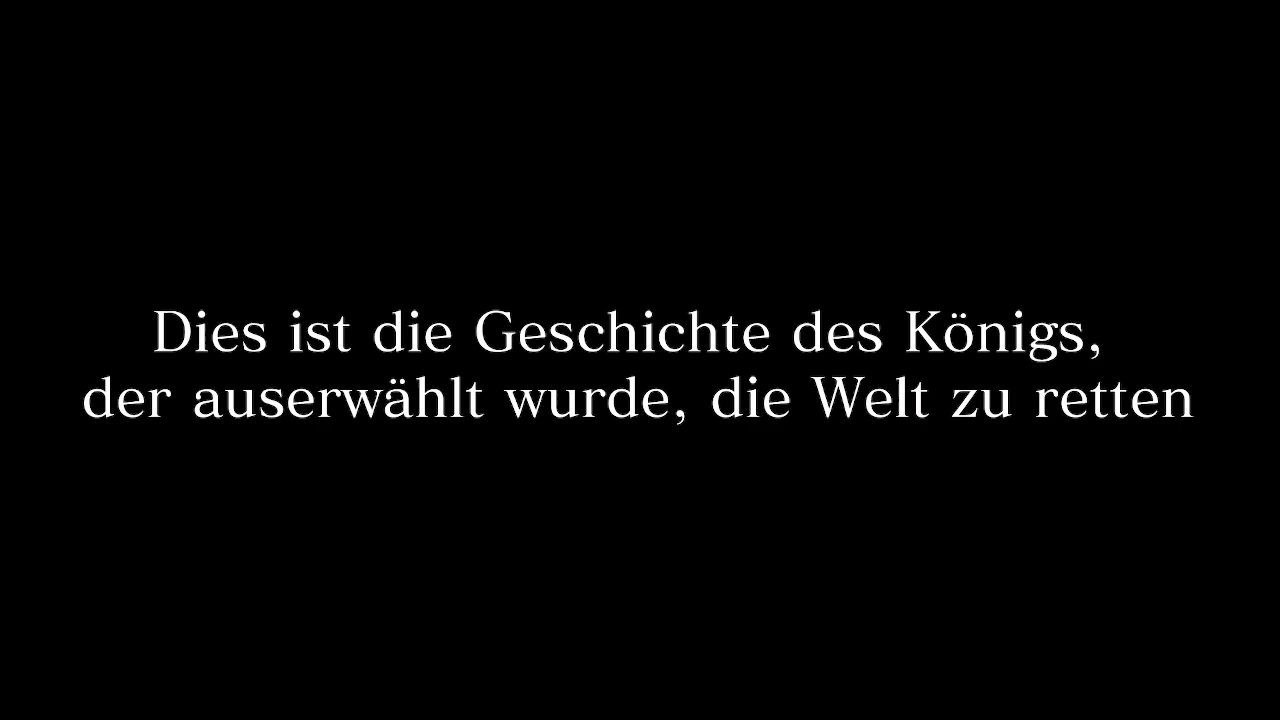 Dies ist die Geschichte des Königs,
der auserwählt wurde, die Welt zu retten